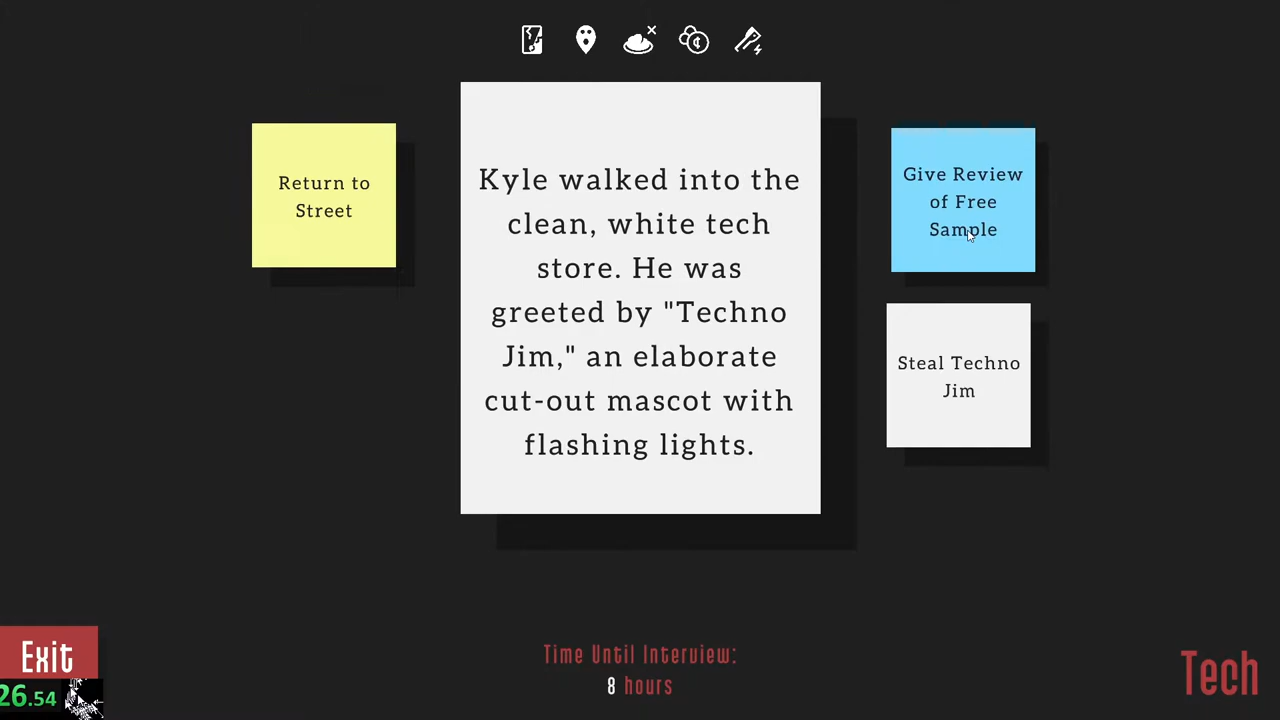 Return to
Street
Kyle walked into the
clean, white tech
store. He was
greeted by "Techno
Jim," an elaborate
cut-out mascot with
flashing lights.
Give Review
of Free
Sample
Steal Techno
Jim
Exit
26.54
Time Until Interview:
8 hours
Tech